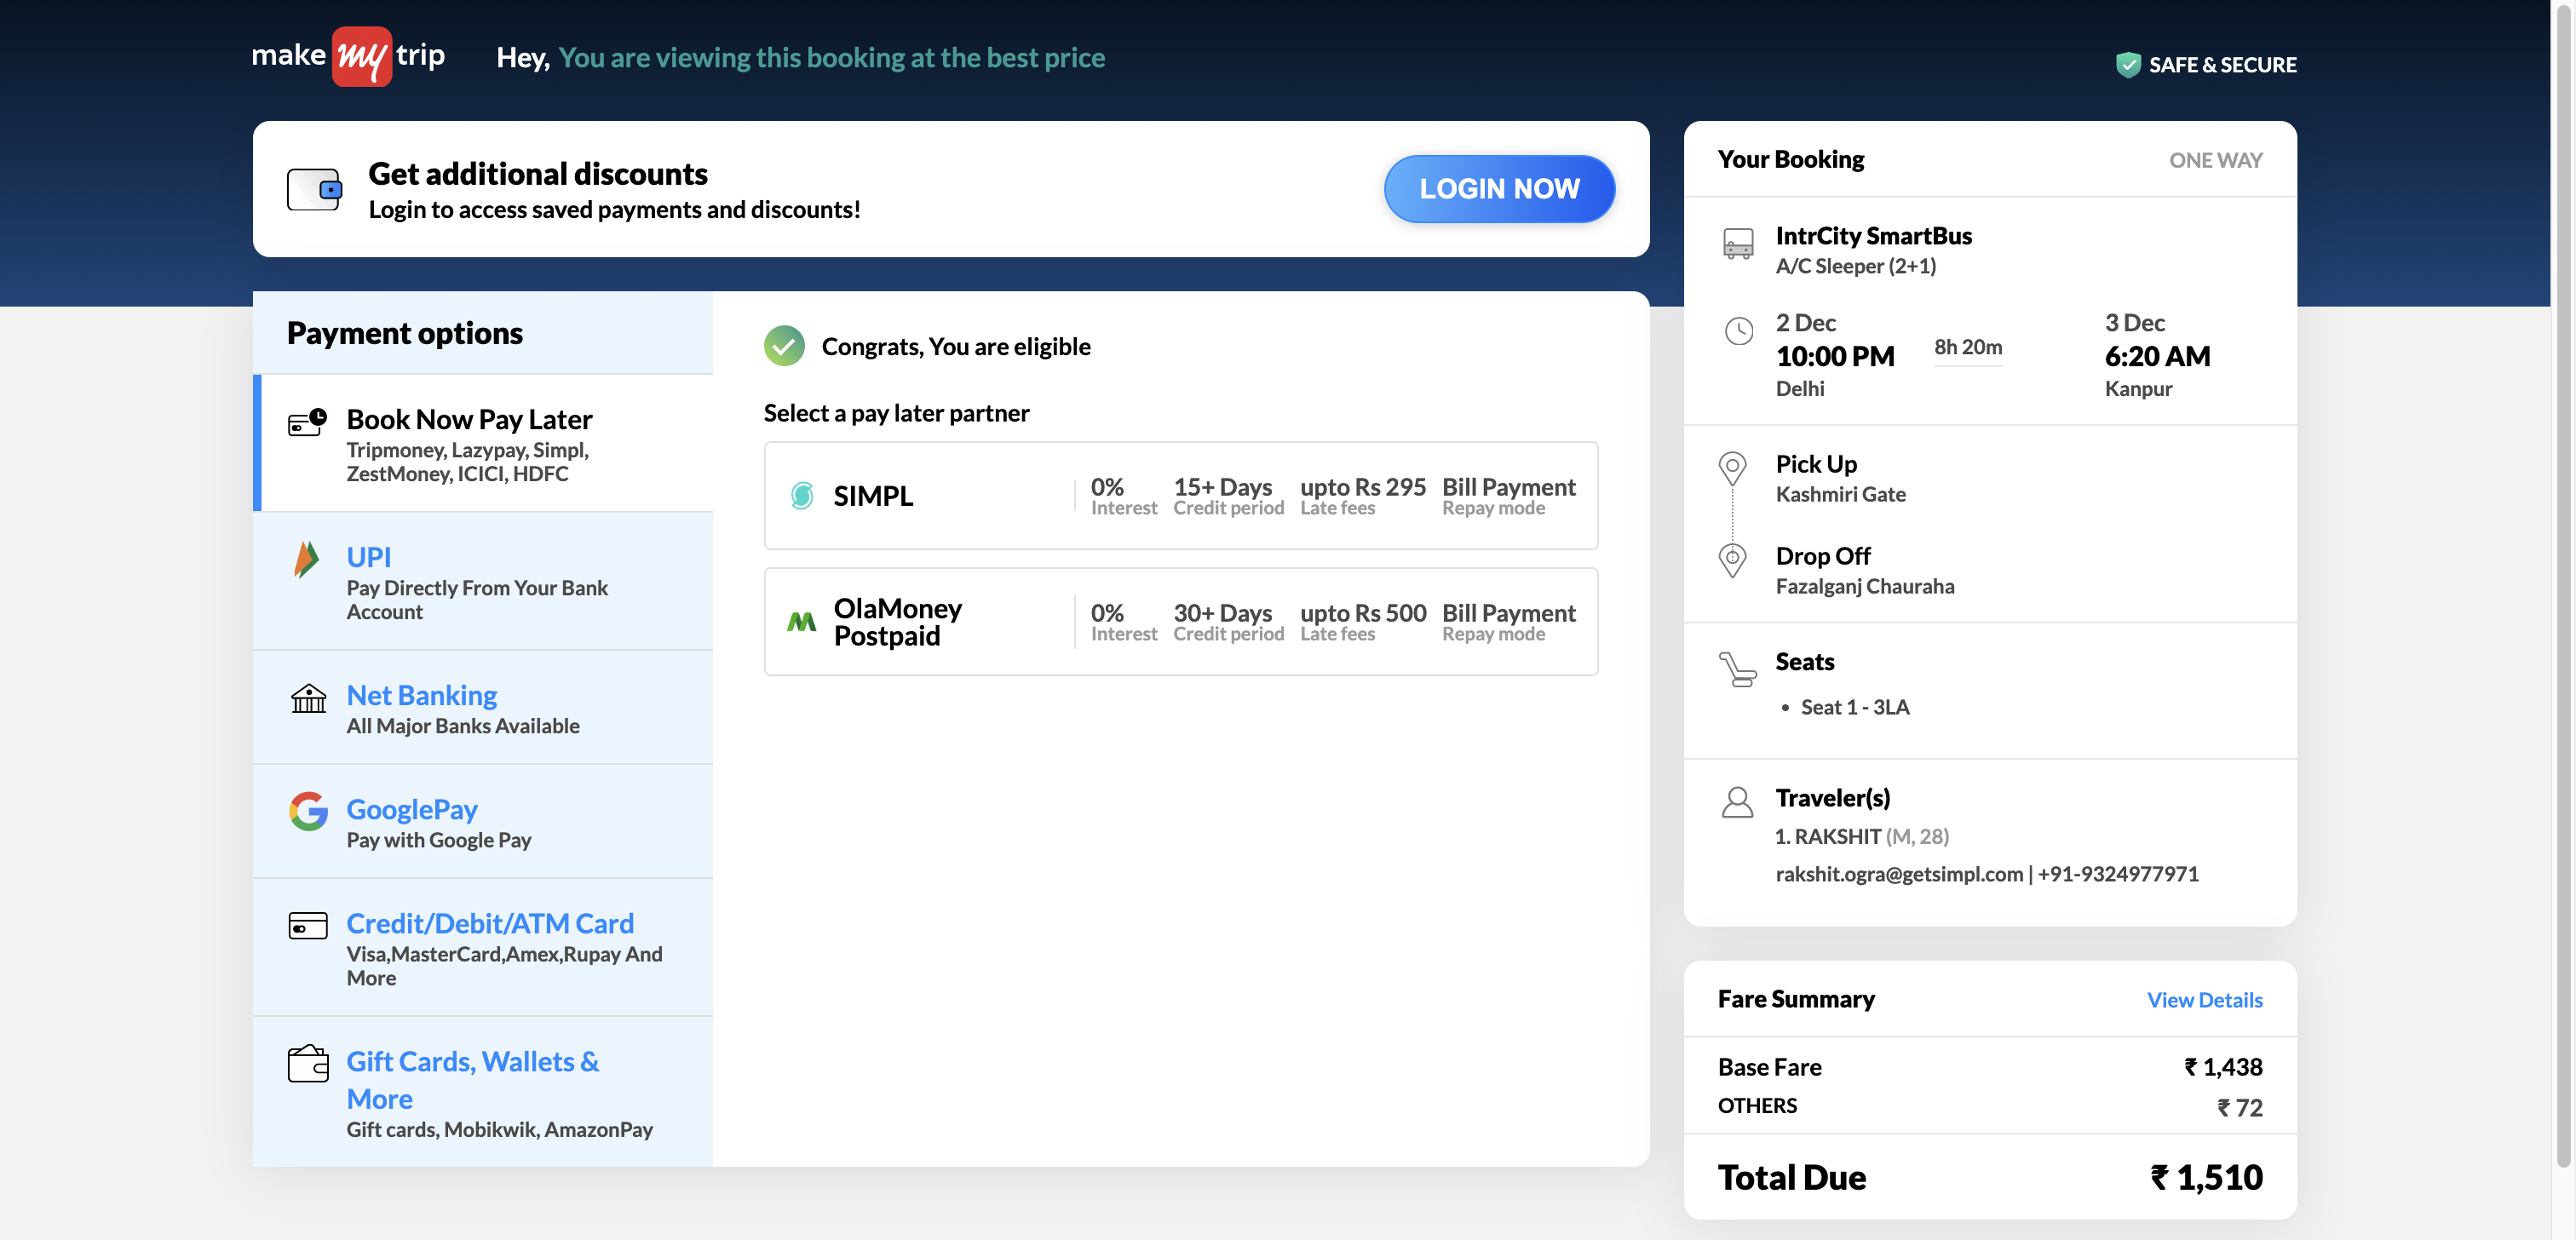 make my trip
Hey, You are viewing this booking at the best price
SAFE & SECURE
Get additional discounts
Login to access saved payments and discounts!
LOGIN NOW
Payment options
Book Now Pay Later
Tripmoney, Lazypay, Simpl,
ZestMoney, ICICI, HDFC
UPI
Pay Directly From Your Bank
Account
Net Banking
All Major Banks Available
GooglePay
Pay with Google Pay
Credit/Debit/ATM Card
Visa,MasterCard,Amex,Rupay And
More
Gift Cards, Wallets &
More
Gift cards, Mobikwik, AmazonPay
Congrats, You are eligible
Select a pay later partner
SIMPL
0% 15+ Days upto Rs 295 Bill Payment
Interest Credit period Late fees Repay mode
OlaMoney
Postpaid
0% 30+ Days upto Rs 500 Bill Payment
Interest Credit period Late fees Repay mode
Your Booking ONE WAY
IntrCity SmartBus
A/C Sleeper (2+1)
2 Dec 3 Dec
10:00 PM 8h 20m 6:20 AM
Delhi Kanpur
Pick Up
Kashmiri Gate
Drop Off
Fazalganj Chauraha
Seats
• Seat 1 - 3LA
Traveler(s)
1. RAKSHIT (M, 28)
rakshit.ogra@getsimpl.com | +91-9324977971
Fare Summary View Details
Base Fare ₹ 1,438
OTHERS ₹ 72
Total Due ₹ 1,510